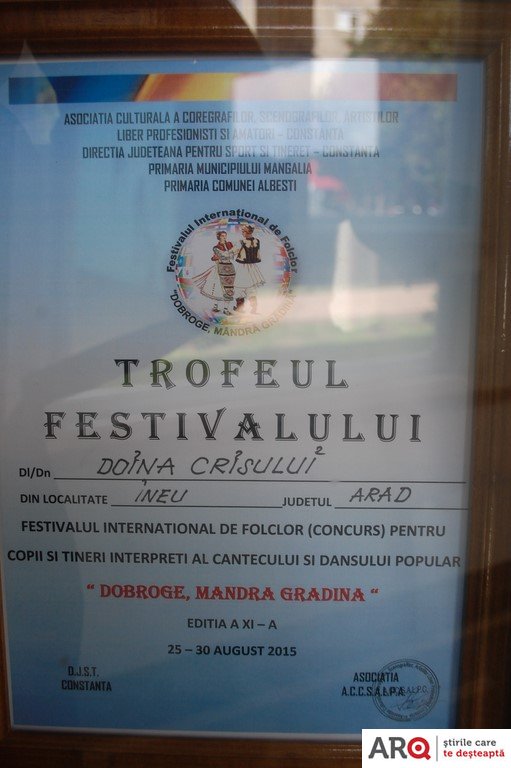 ASOCIATIA CULTURALA A COREGRAFILOR, SCENOGRAFILOR, ARTISTILOR
LIBER PROFESIONISTI SI AMATORI – CONSTANTA
DIRECTIA JUDETEANA PENTRU SPORT SI TINERET – CONSTANTA
PRIMARIA MUNICIPIULUI MANGALIA
PRIMARIA COMUNEI ALBESTI
Festivalul International de Folclor
"DOBROGE, MÂNDRA GRADINA"
TROFEUL
FESTIVALULUI
DI/Dn DOINA CRISULUI 2
DIN LOCALITATE INEU JUDETUL ARAD
FESTIVALUL INTERNATIONAL DE FOLCLOR (CONCURS) PENTRU
COPII SI TINERI INTERPRETI AL CANTECULUI SI DANSULUI POPULAR
" DOBROGE, MANDRA GRADINA "
EDITIA A XI – A
25 – 30 AUGUST 2015
D.J.S.T. ASOCIATIA
CONSTANTA A.C.C.S.A.L.P.A.
ARQ știrile care
te deșteaptă